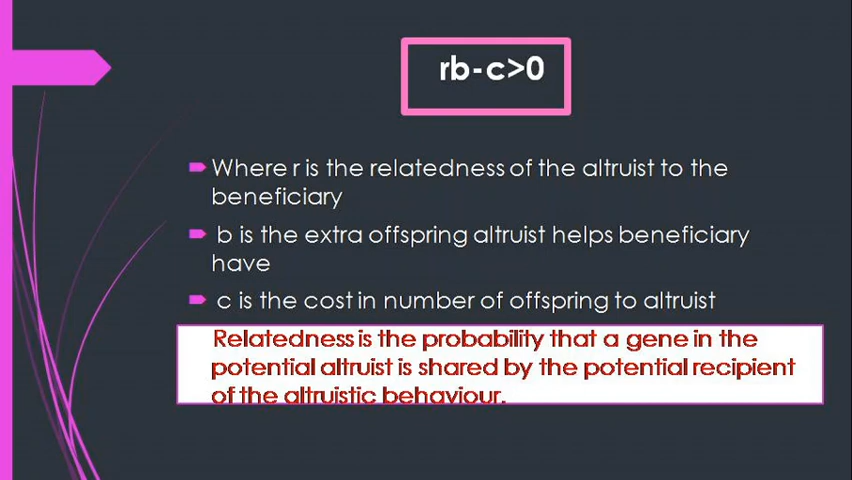 rb-c>0
Where r is the relatedness of the altruist to the
beneficiary
b is the extra offspring altruist helps beneficiary
have
c is the cost in number of offspring to altruist
Relatedness is the probability that a gene in the
potential altruist is shared by the potential recipient
of the altruistic behaviour.